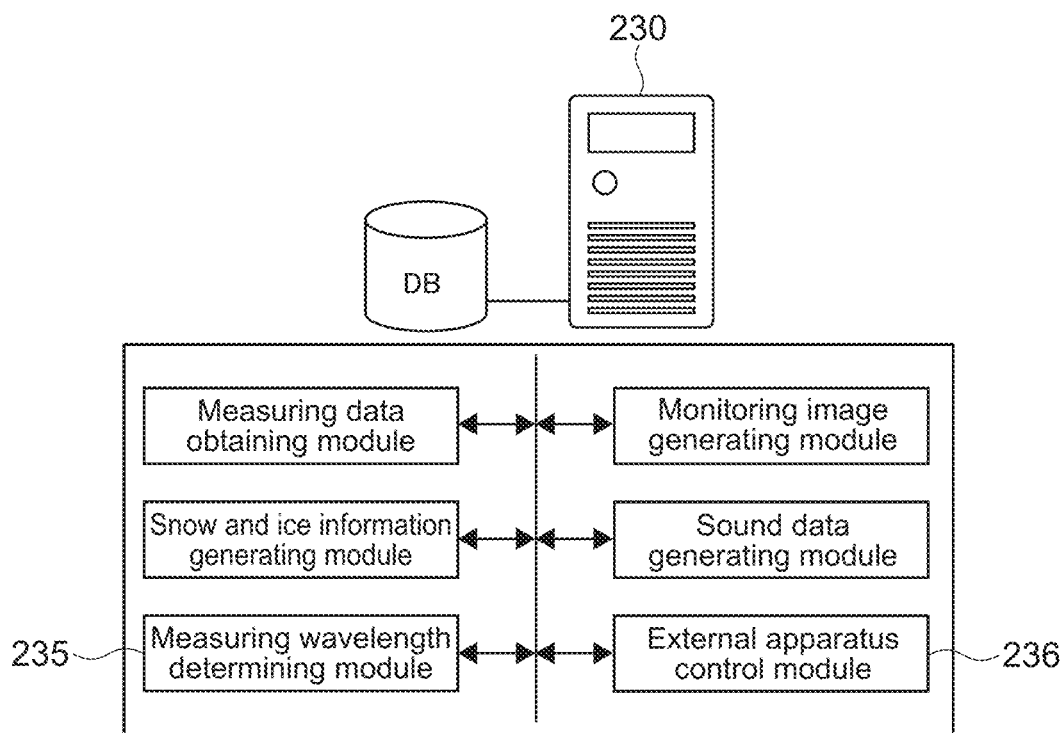 230
DB
Measuring data
obtaining module
Monitoring image
generating module
Snow and ice information
generating module
Sound data
generating module
235
Measuring wavelength
determining module
External apparatus
control module
236